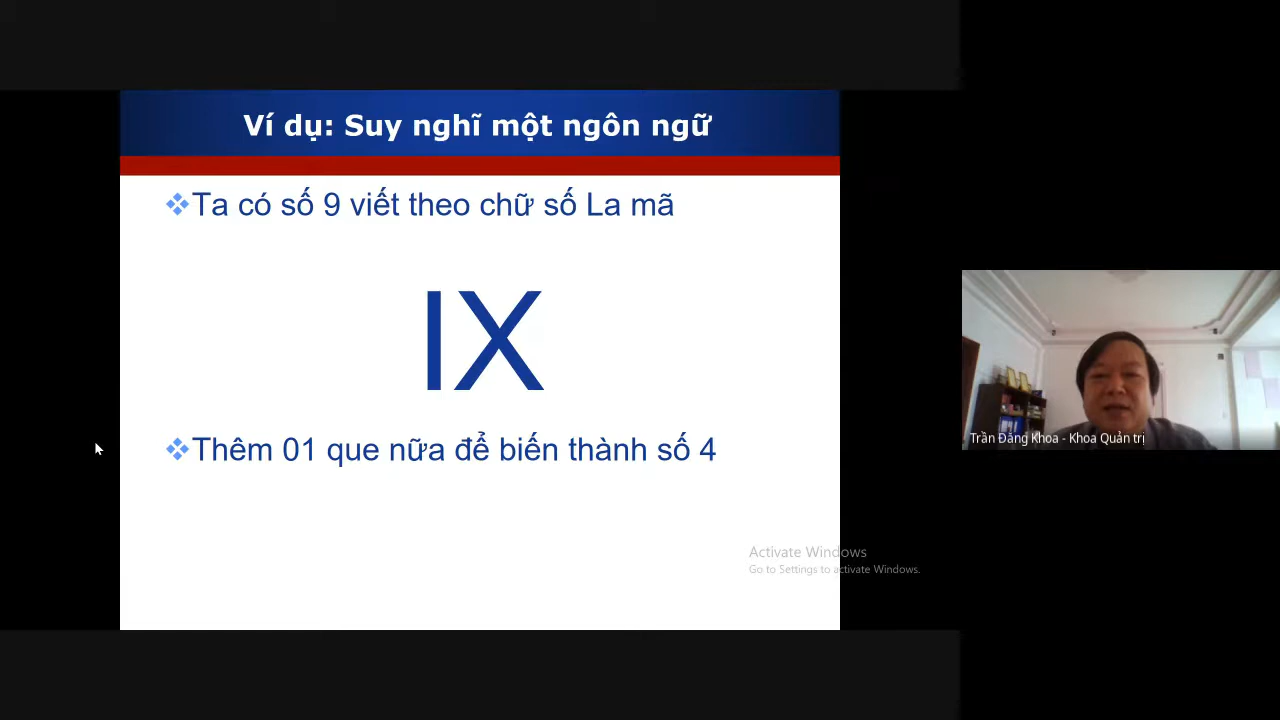 Ví dụ: Suy nghĩ một ngôn ngữ
Ta có số 9 viết theo chữ số La mã
IX
Thêm 01 que nữa để biến thành số 4
Trần Đăng Khoa - Khoa Quản trị
Activate Windows
Go to Settings to activate Windows.